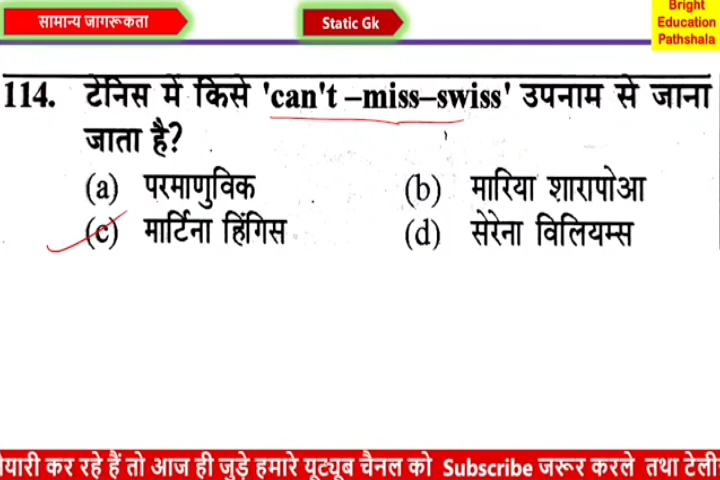 सामान्य जागरूकता
Static Gk
Bright
Education
Pathshala
114. टेनिस में किसे 'can't –miss–swiss' उपनाम से जाना
जाता है?
(a) परमाणुविक (b) मारिया शारापोआ
(c) मार्टिना हिंगिस (d) सेरेना विलियम्स
यारी कर रहे हैं तो आज ही जुड़े हमारे यूट्यूब चैनल को Subscribe जरूर करले तथा टेली